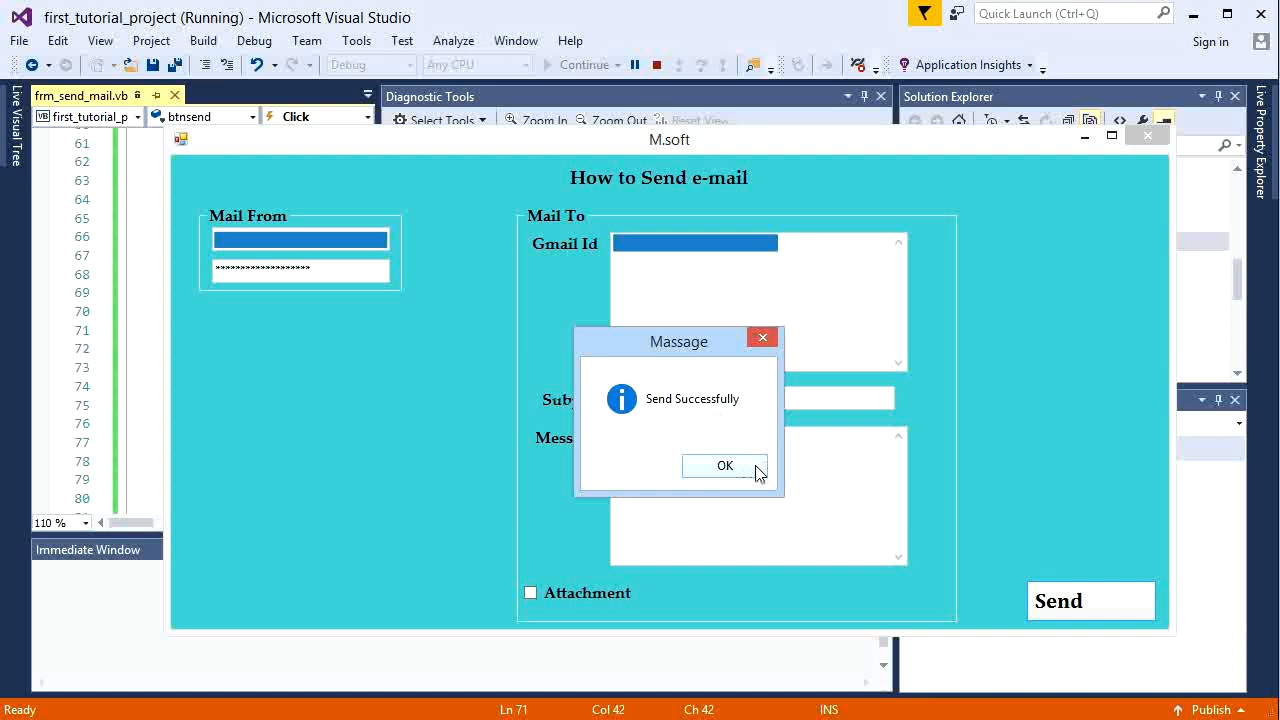 first_tutorial_project (Running) - Microsoft Visual Studio
Quick Launch (Ctrl+Q)
File Edit View Project Build Debug Team Tools Test Analyze Window Help
Sign in
Debug Any CPU Continue Application Insights
frm_send_mail.vb
Diagnostic Tools
Solution Explorer
Live Visual Tree
Live Property Explorer
first_tutorial_p btnsend Click
Select Tools Zoom In Zoom Out Reset View
M.soft
61
62
63
64
65
66
67
68
69
70
71
72
73
74
75
76
77
78
79
80
How to Send e-mail
Mail From
*******************
Mail To
Gmail Id
Massage
Send Successfully
OK
Attachment
Send
110 %
Immediate Window
Ready Ln 71 Col 42 Ch 42 INS Publish